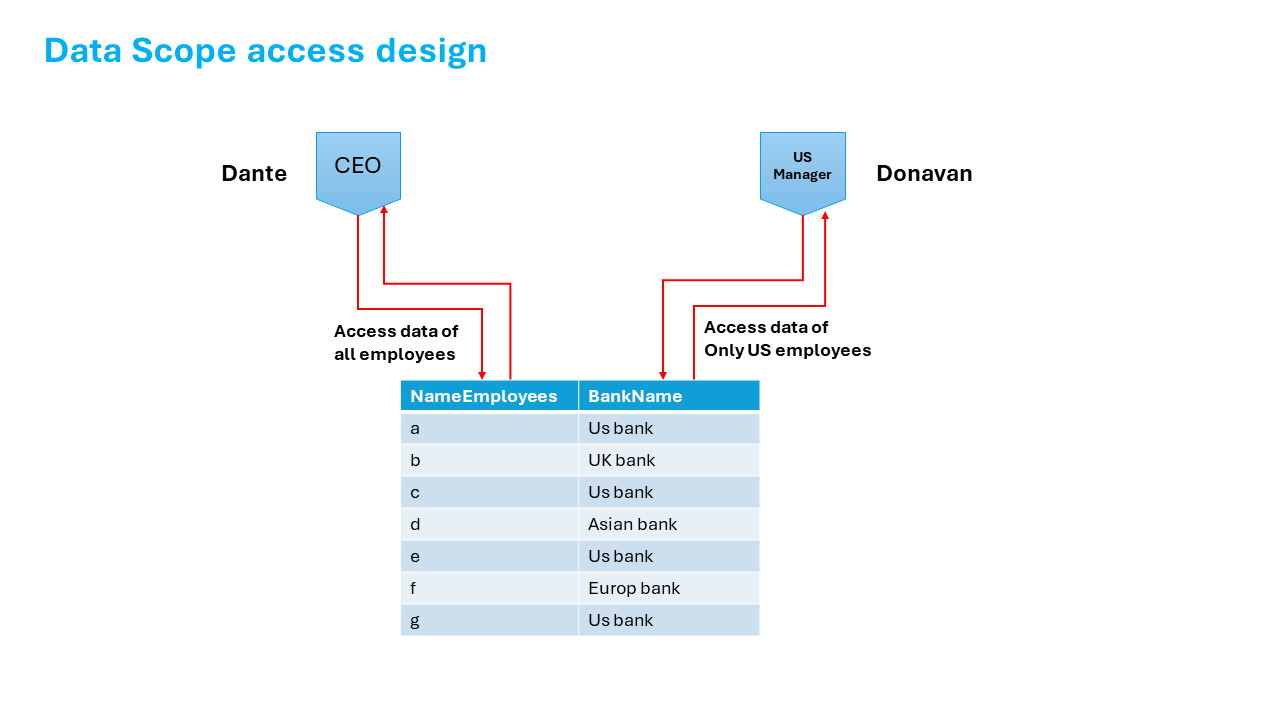 Data Scope access design
Dante
CEO
US
Manager
Donavan
Access data of
all employees
Access data of
Only US employees
NameEmployees BankName
a Us bank
b UK bank
c Us bank
d Asian bank
e Us bank
f Europ bank
g Us bank